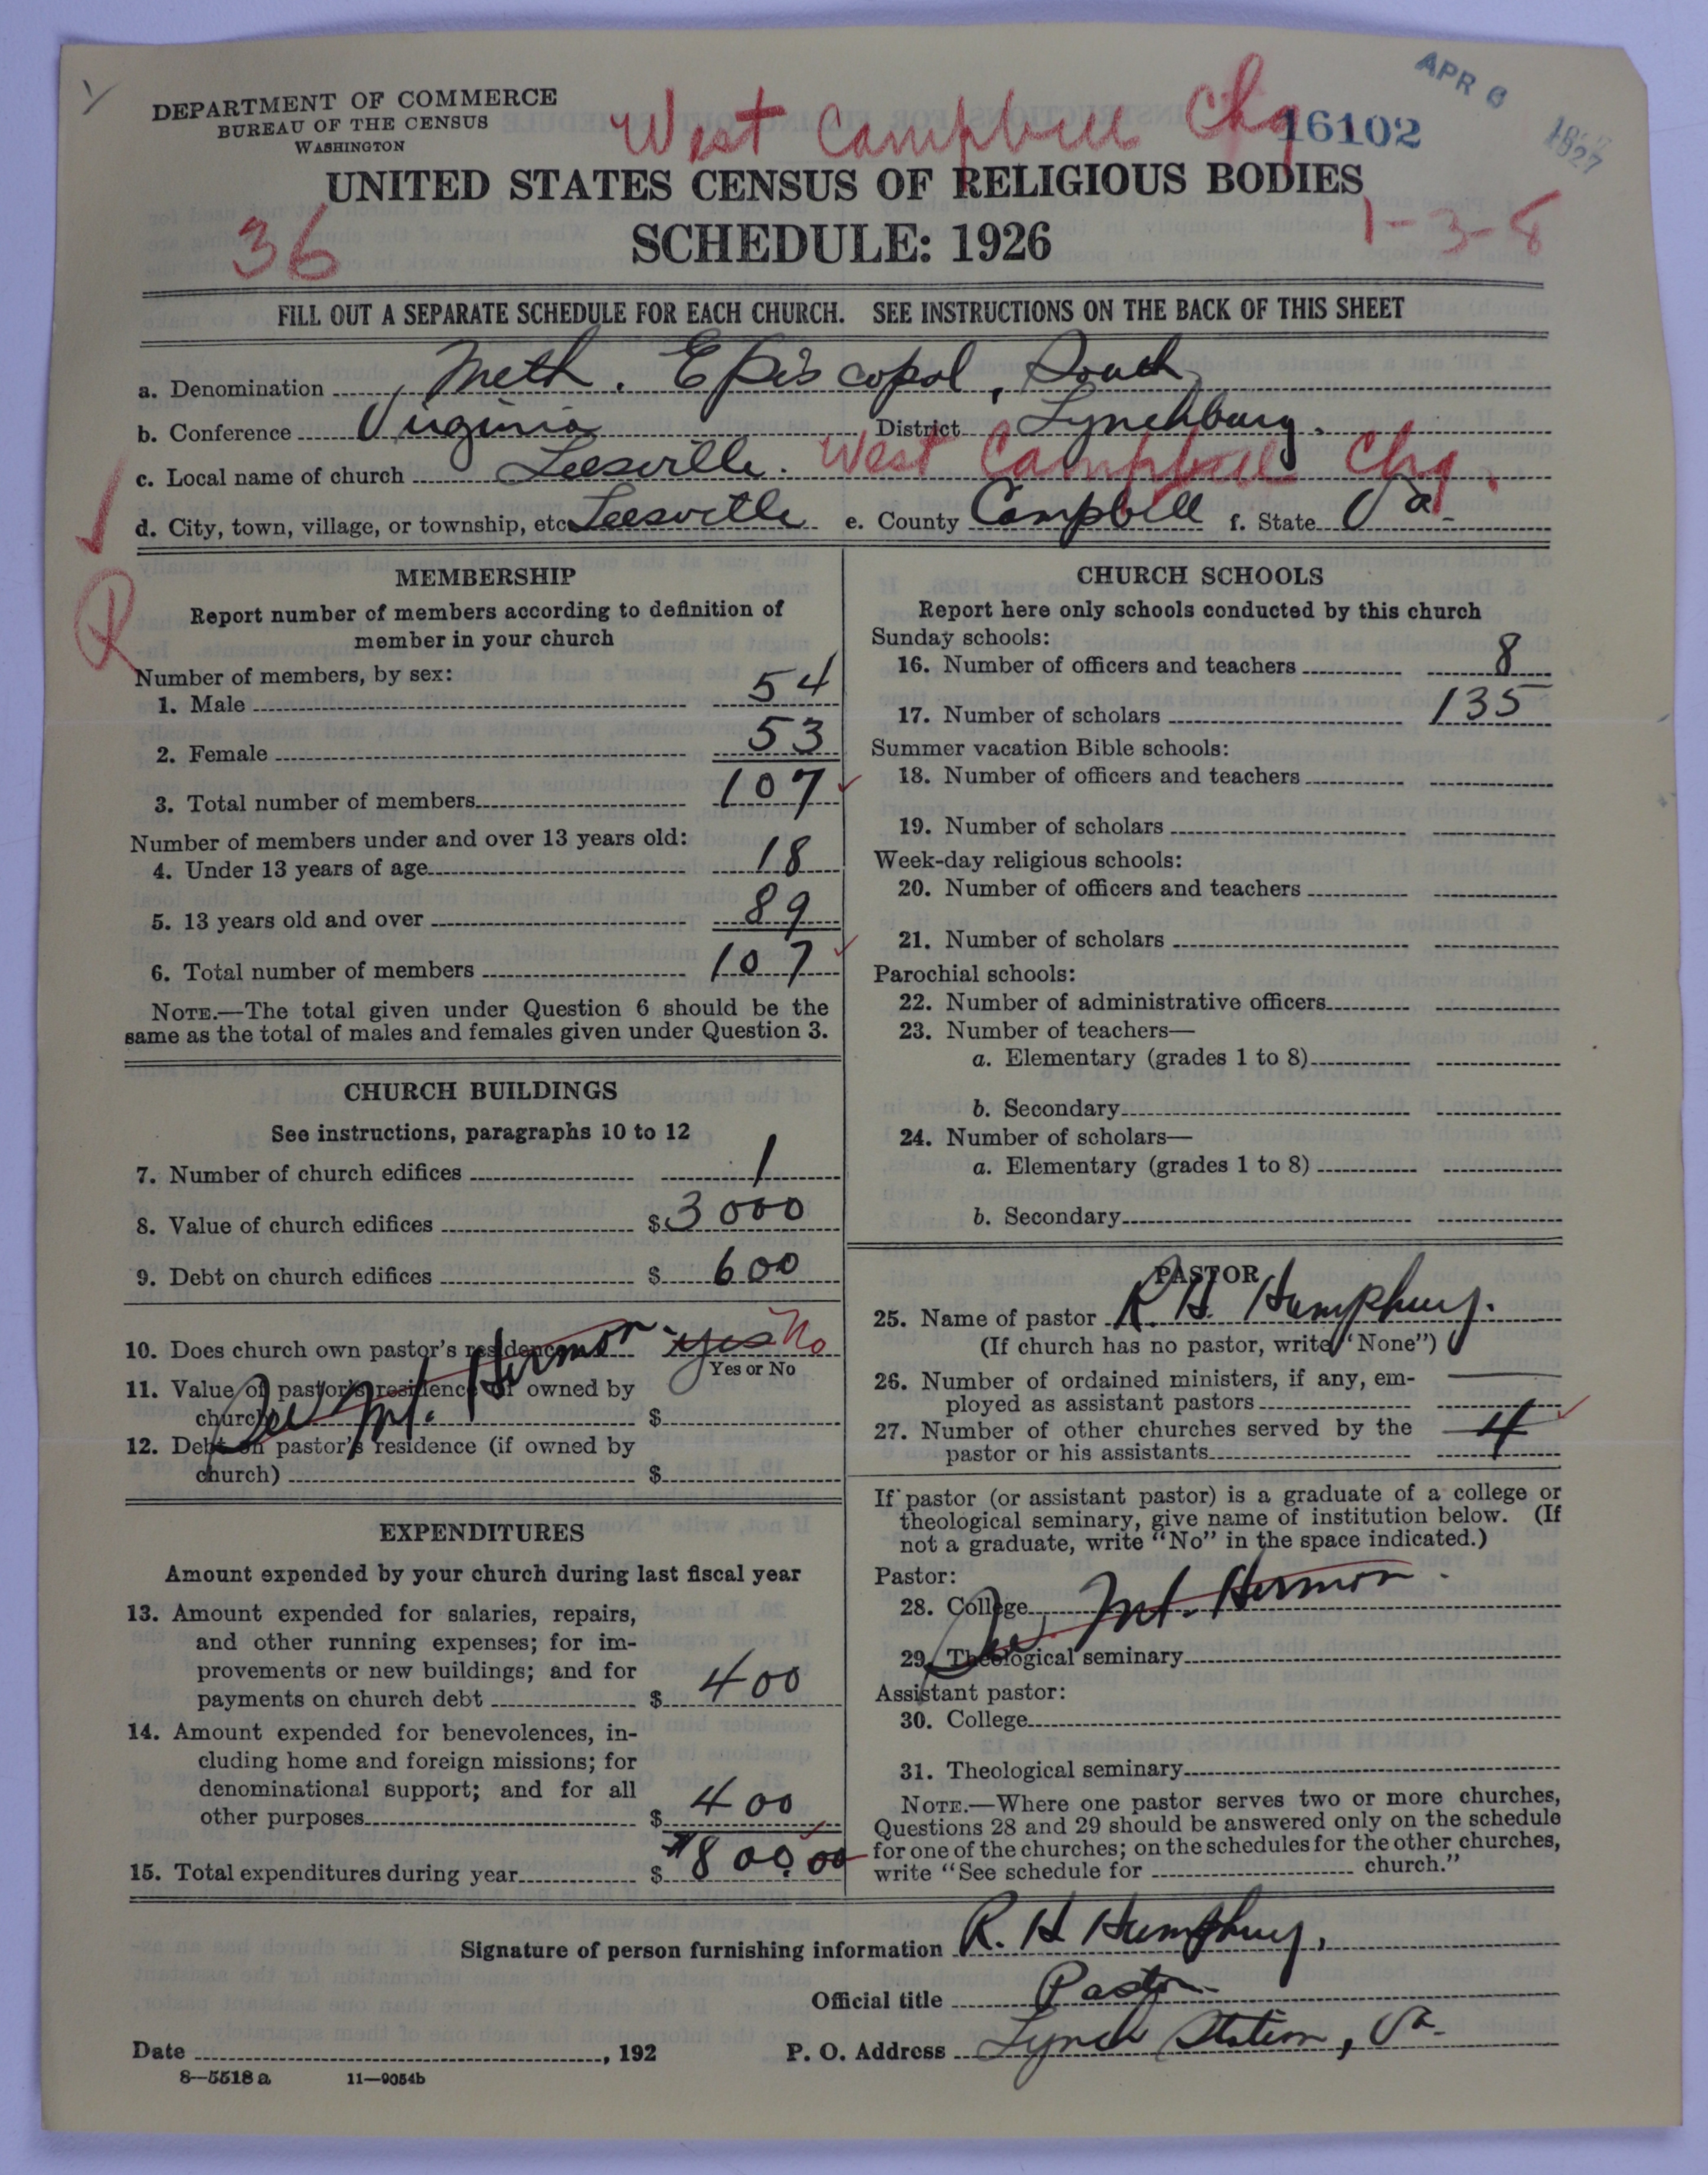 APR 6 1927
DEPARTMENT OF COMMERCE
BUREAU OF THE CENSUS
WASHINGTON
West Campbell Chg
16102
UNITED STATES CENSUS OF RELIGIOUS BODIES
36
SCHEDULE: 1926
1-3-8
FILL OUT A SEPARATE SCHEDULE FOR EACH CHURCH. SEE INSTRUCTIONS ON THE BACK OF THIS SHEET
a. Denomination Meth. Episcopal, South,
b. Conference Virginia District Lynchburg.
c. Local name of church Leesville. West Campbell Chg.
d. City, town, village, or township, etc. Leesville e. County Campbell f. State Va.
R
MEMBERSHIP
Report number of members according to definition of
member in your church
Number of members, by sex:
1. Male 54
2. Female 53
3. Total number of members 107
Number of members under and over 13 years old:
4. Under 13 years of age 18
5. 13 years old and over 89
6. Total number of members 107
NOTE.—The total given under Question 6 should be the
same as the total of males and females given under Question 3.
CHURCH BUILDINGS
See instructions, paragraphs 10 to 12
7. Number of church edifices 1
8. Value of church edifices $3000
9. Debt on church edifices $ 600
10. Does church own pastor's residence yes No
Yes or No
See Mt. Hermon.
11. Value of pastor's residence if owned by
church $
12. Debt on pastor's residence (if owned by
church) $
EXPENDITURES
Amount expended by your church during last fiscal year
13. Amount expended for salaries, repairs,
and other running expenses; for im-
provements or new buildings; and for
payments on church debt $ 400
14. Amount expended for benevolences, in-
cluding home and foreign missions; for
denominational support; and for all
other purposes $ 400
15. Total expenditures during year $ $800.00
CHURCH SCHOOLS
Report here only schools conducted by this church
Sunday schools:
16. Number of officers and teachers 8
17. Number of scholars 135
Summer vacation Bible schools:
18. Number of officers and teachers
19. Number of scholars
Week-day religious schools:
20. Number of officers and teachers
21. Number of scholars
Parochial schools:
22. Number of administrative officers
23. Number of teachers—
a. Elementary (grades 1 to 8)
b. Secondary
24. Number of scholars—
a. Elementary (grades 1 to 8)
b. Secondary
PASTOR
25. Name of pastor R H Humphrey.
(If church has no pastor, write "None")
26. Number of ordained ministers, if any, em-
ployed as assistant pastors
27. Number of other churches served by the
pastor or his assistants 4
If pastor (or assistant pastor) is a graduate of a college or
theological seminary, give name of institution below. (If
not a graduate, write "No" in the space indicated.)
Pastor:
28. College See Mt. Hermon.
29. Theological seminary
Assistant pastor:
30. College
31. Theological seminary
NOTE.—Where one pastor serves two or more churches,
Questions 28 and 29 should be answered only on the schedule
for one of the churches; on the schedules for the other churches,
write "See schedule for church."
Signature of person furnishing information R. H Humphrey,
Official title Pastor
Date , 192 P. O. Address Lynch Station, Va.
8—5518 a 11—9054b